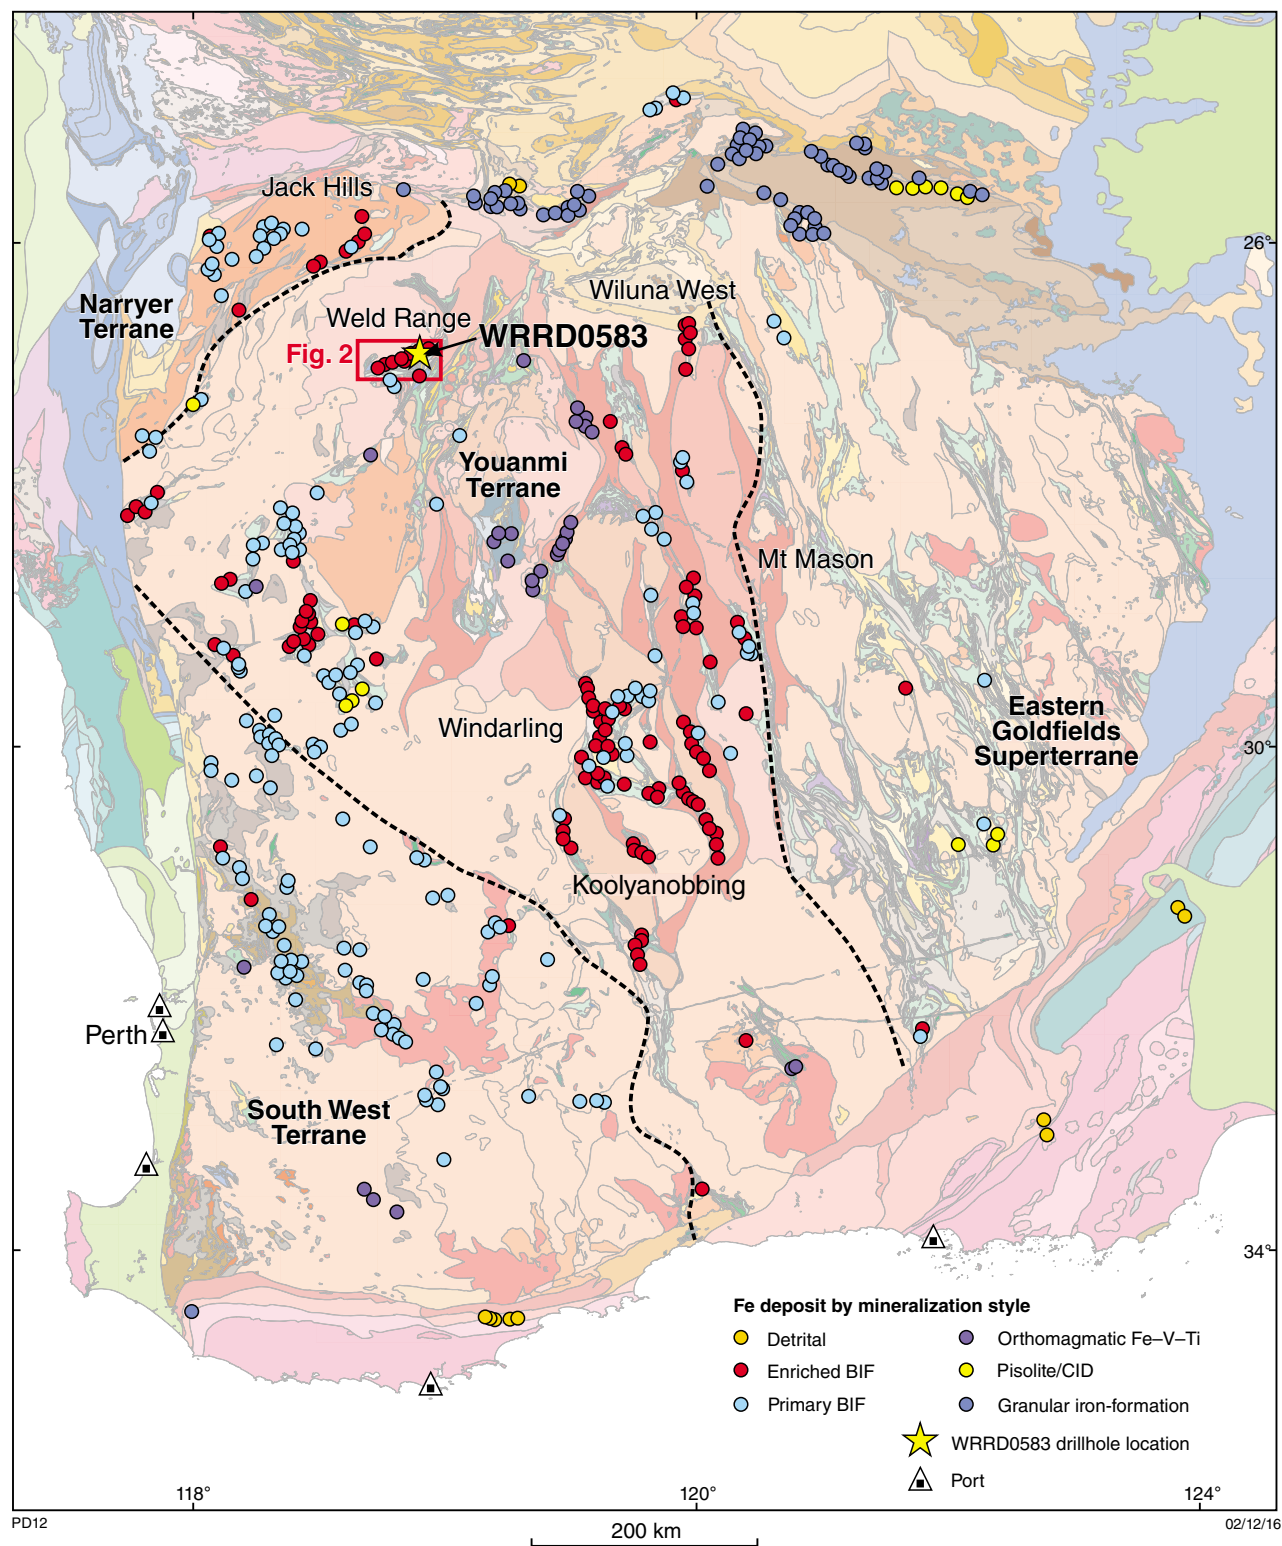 Jack Hills
26°
Wiluna West
Narryer
Terrane
Weld Range
WRRD0583
Fig. 2
Youanmi
Terrane
Mt Mason
Eastern
Goldfields
Superterrane
Windarling
30°
Koolyanobbing
Perth
South West
Terrane
34°
Fe deposit by mineralization style
Detrital
Orthomagmatic Fe–V–Ti
Enriched BIF
Pisolite/CID
Primary BIF
Granular iron-formation
WRRD0583 drillhole location
Port
118°
120°
124°
PD12
200 km
02/12/16